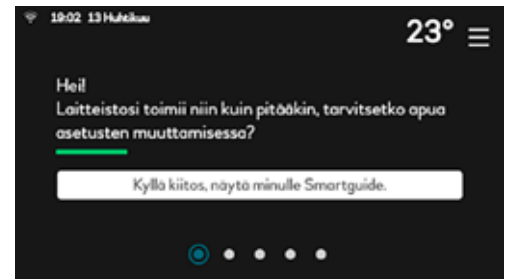 19:02 13 Huhtikuu
23°
Hei!
Laitteistosi toimii niin kuin pitääkin, tarvitsetko apua
asetusten muuttamisessa?
Kyllä kiitos, näytä minulle Smartguide.